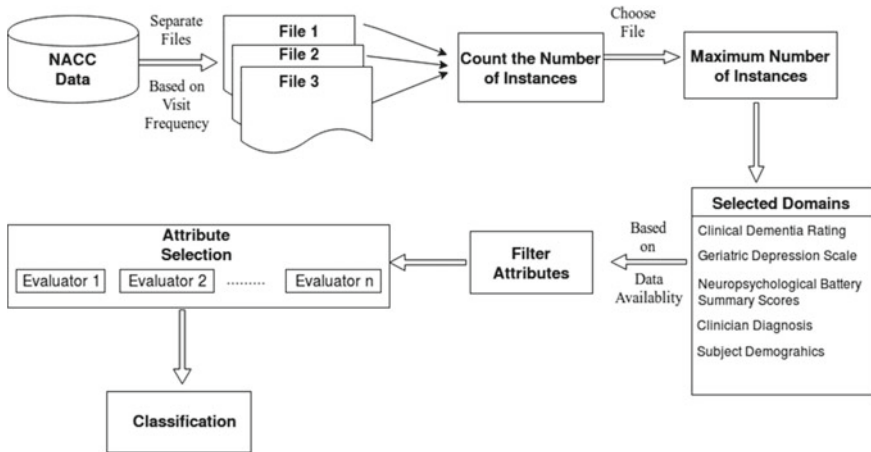 NACC
Data
Separate
Files
Based on
Visit
Frequency
File 1
File 2
File 3
Count the Number
of Instances
Choose
File
Maximum Number
of Instances
Selected Domains
Clinical Dementia Rating
Geriatric Depression Scale
Neuropsychological Battery
Summary Scores
Clinician Diagnosis
Subject Demograhics
Based
on
Data
Availablity
Filter
Attributes
Attribute
Selection
Evaluator 1 Evaluator 2 ......... Evaluator n
Classification